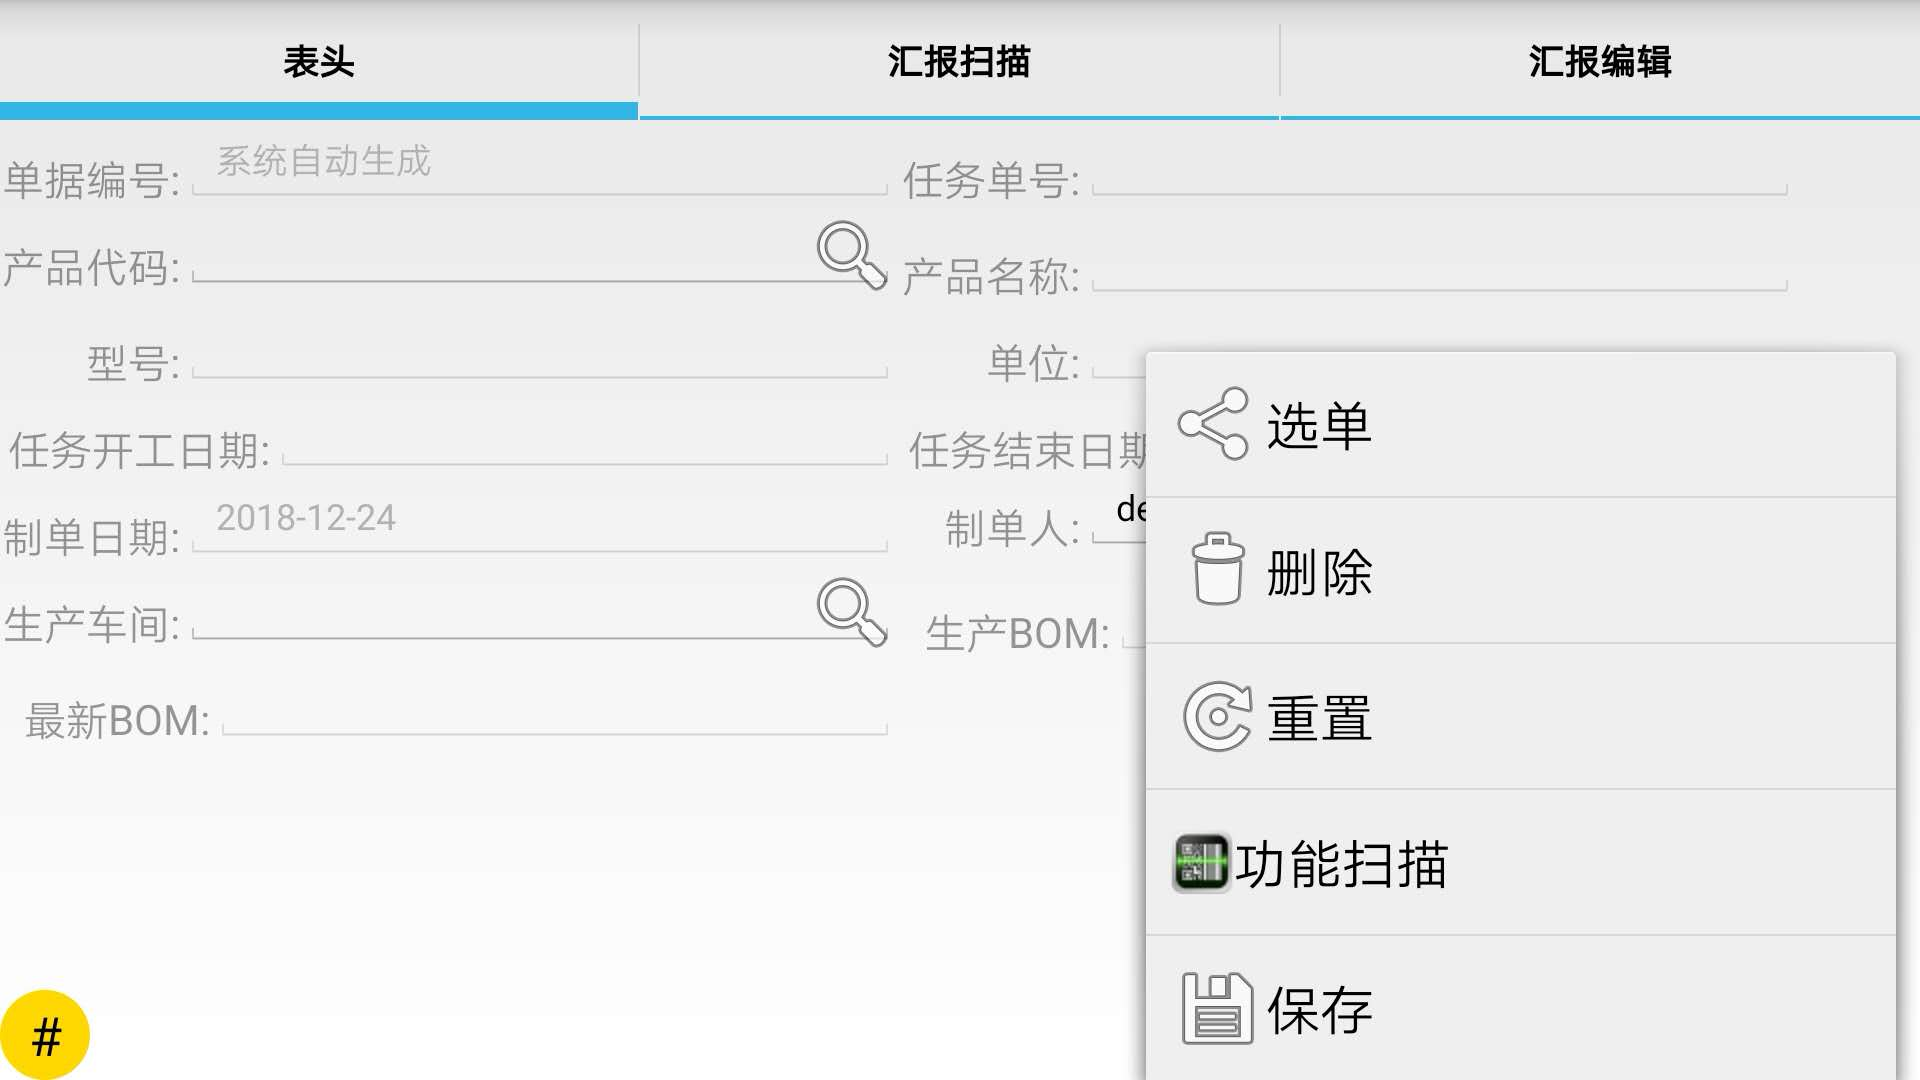 表头 汇报扫描 汇报编辑
单据编号: 系统自动生成 任务单号:
产品代码: 产品名称:
型号: 单位:
任务开工日期: 任务结束日期
制单日期: 2018-12-24 制单人: de
生产车间: 生产BOM:
最新BOM:
选单
删除
重置
功能扫描
保存
#